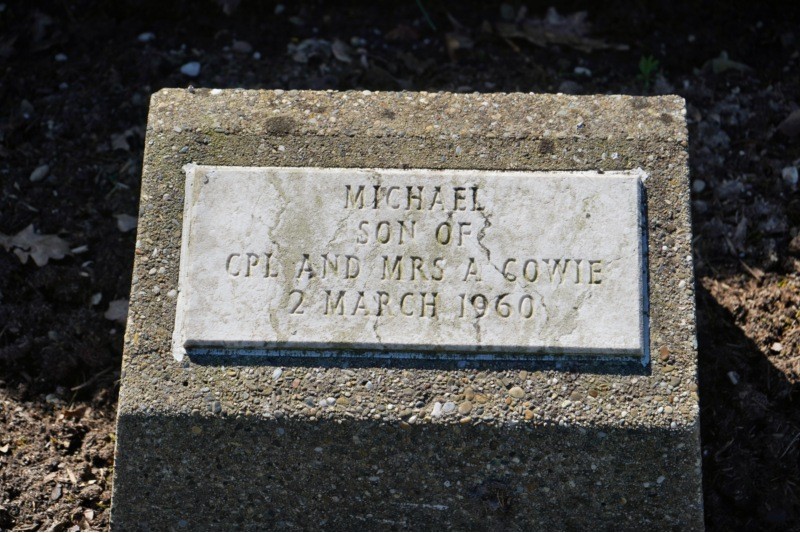 MICHAEL
SON OF
CPL AND MRS A COWIE
2 MARCH 1960